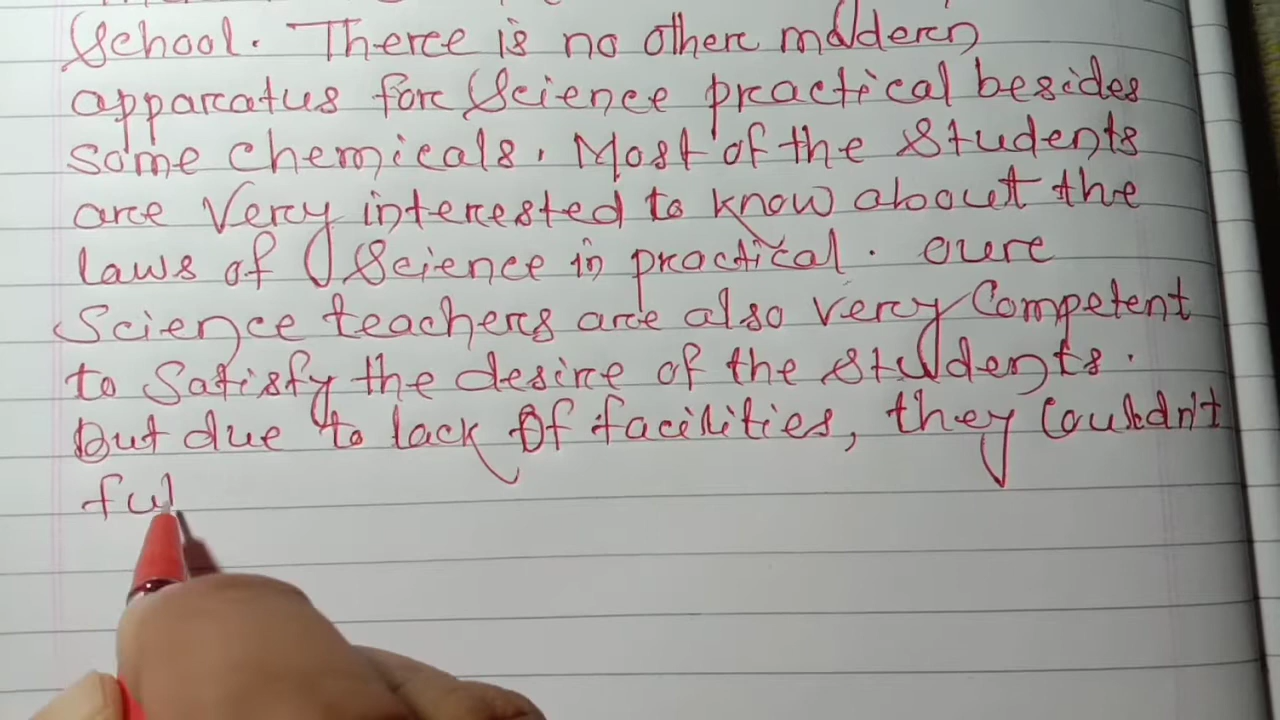 School. There is no other modern
apparatus for Science practical besides
some chemicals. Most of the students
are very interested to know about the
laws of Science in practical. our
Science teachers are also very competent
to satisfy the desire of the students.
But due to lack of facilities, they couldn't
ful